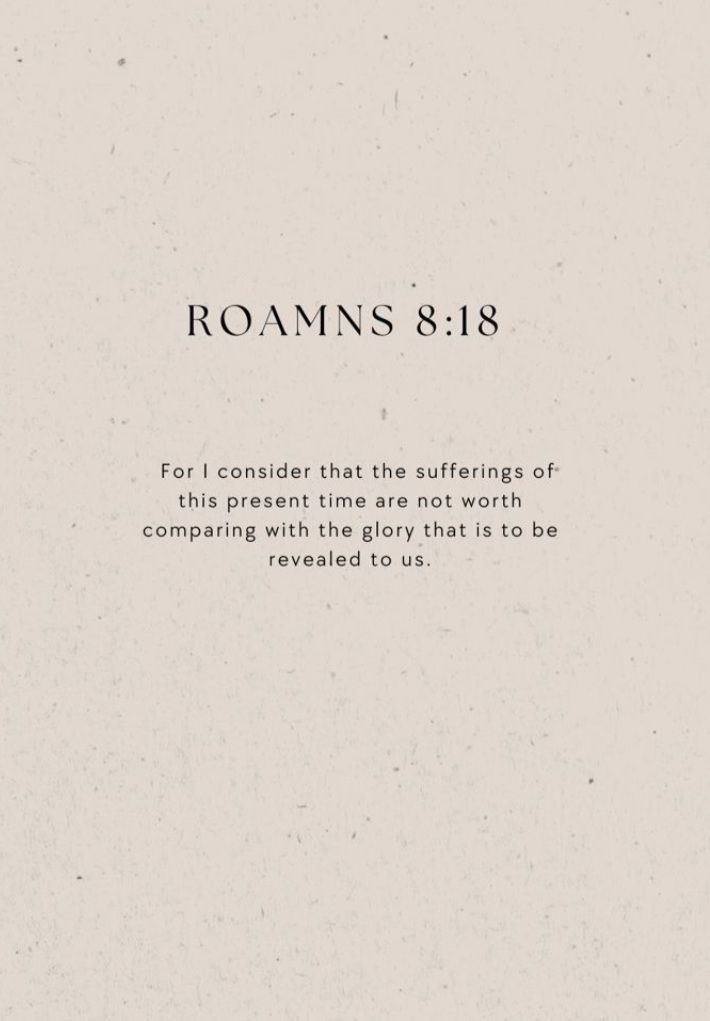 ROAMNS 8:18
For I consider that the sufferings of
this present time are not worth
comparing with the glory that is to be
revealed to us.